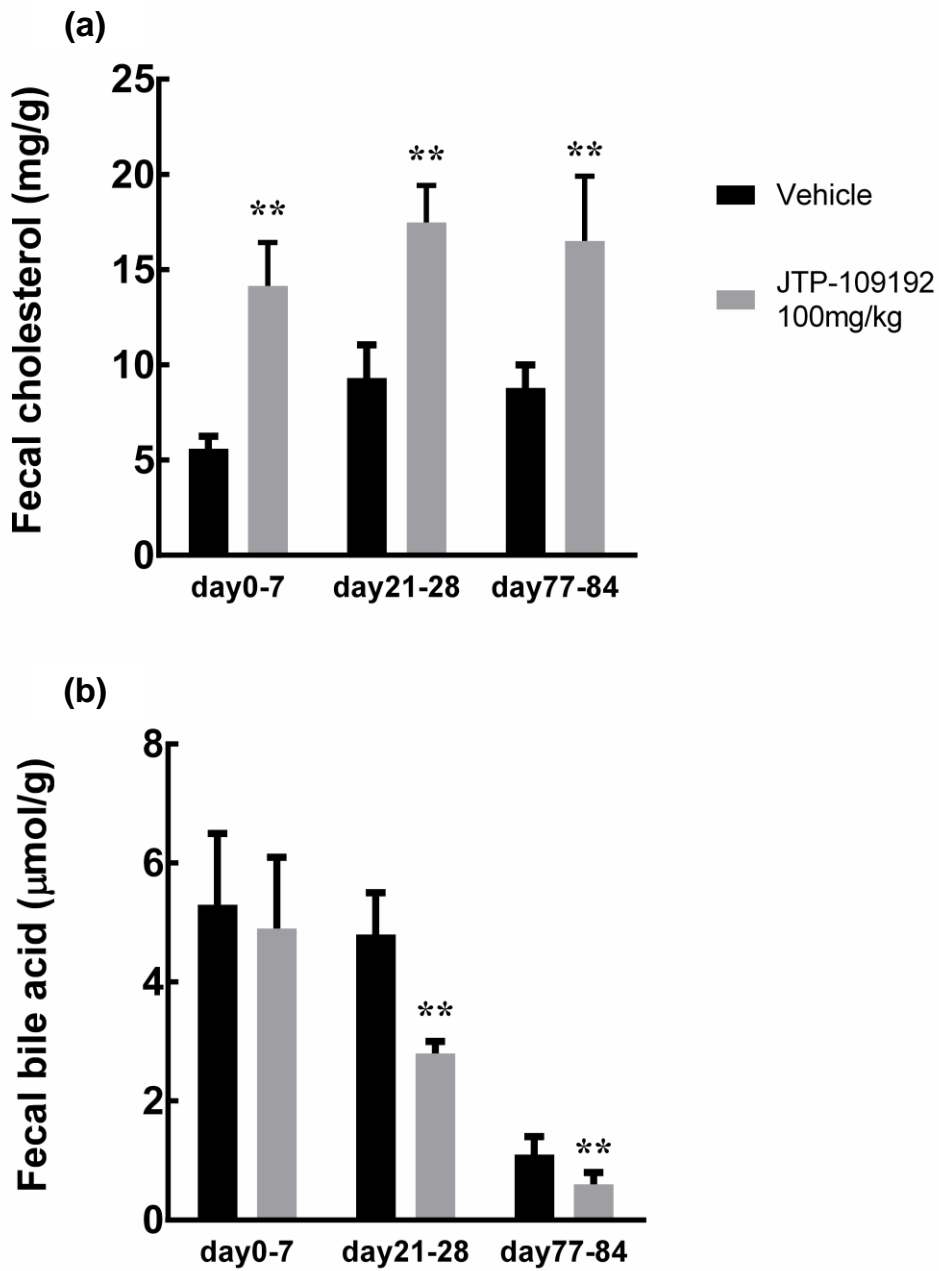 (a)
Fecal cholesterol (mg/g)
25
20
15
10
5
0
**
**
**
day0-7
day21-28
day77-84
Vehicle
JTP-109192
100mg/kg
(b)
Fecal bile acid (μmol/g)
8
6
4
2
0
**
**
day0-7
day21-28
day77-84